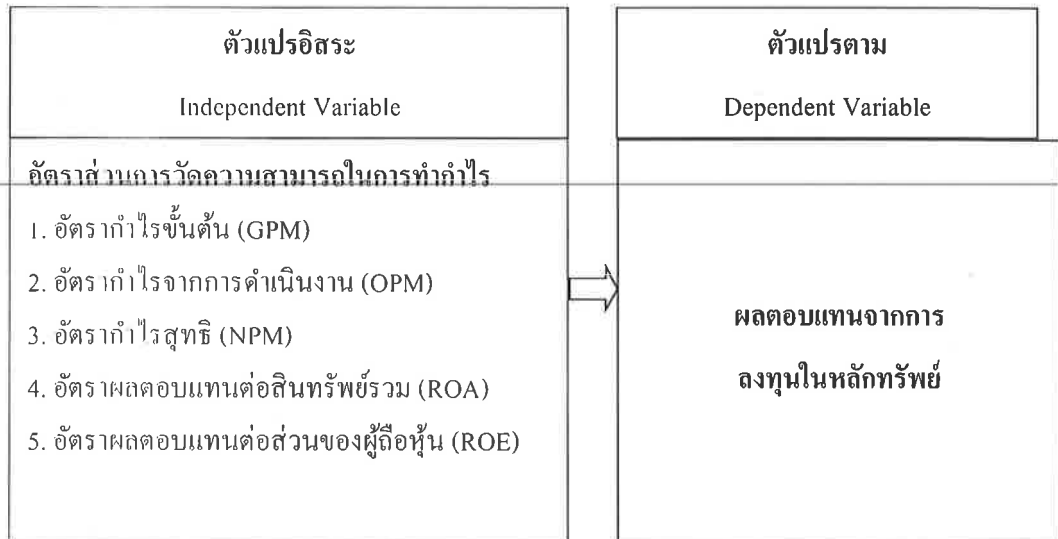 ตัวแปรอิสระ
Independent Variable
อัตราส่วนการวัดความสามารถในการทำกำไร
1. อัตรากำไรขั้นต้น (GPM)
2. อัตรากำไรจากการดำเนินงาน (OPM)
3. อัตรากำไรสุทธิ (NPM)
4. อัตราผลตอบแทนต่อสินทรัพย์รวม (ROA)
5. อัตราผลตอบแทนต่อส่วนของผู้ถือหุ้น (ROE)
ตัวแปรตาม
Dependent Variable
ผลตอบแทนจากการ
ลงทุนในหลักทรัพย์